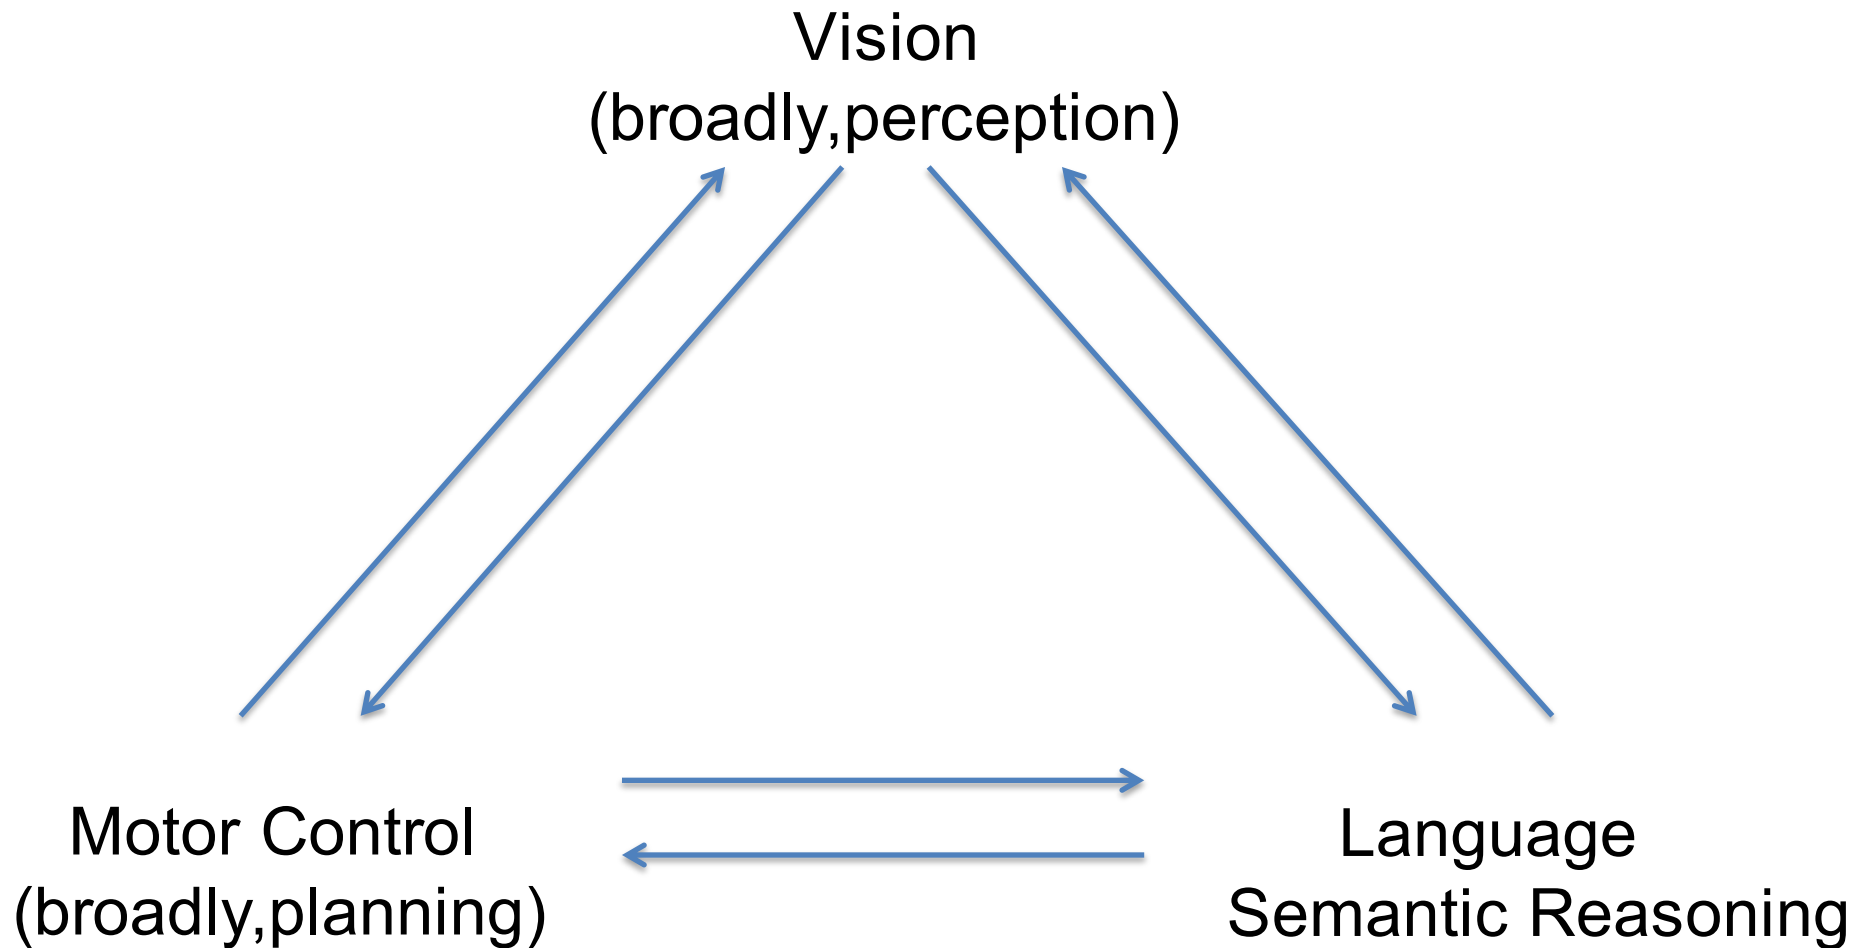 Vision
(broadly,perception)
Motor Control
(broadly,planning)
Language
Semantic Reasoning